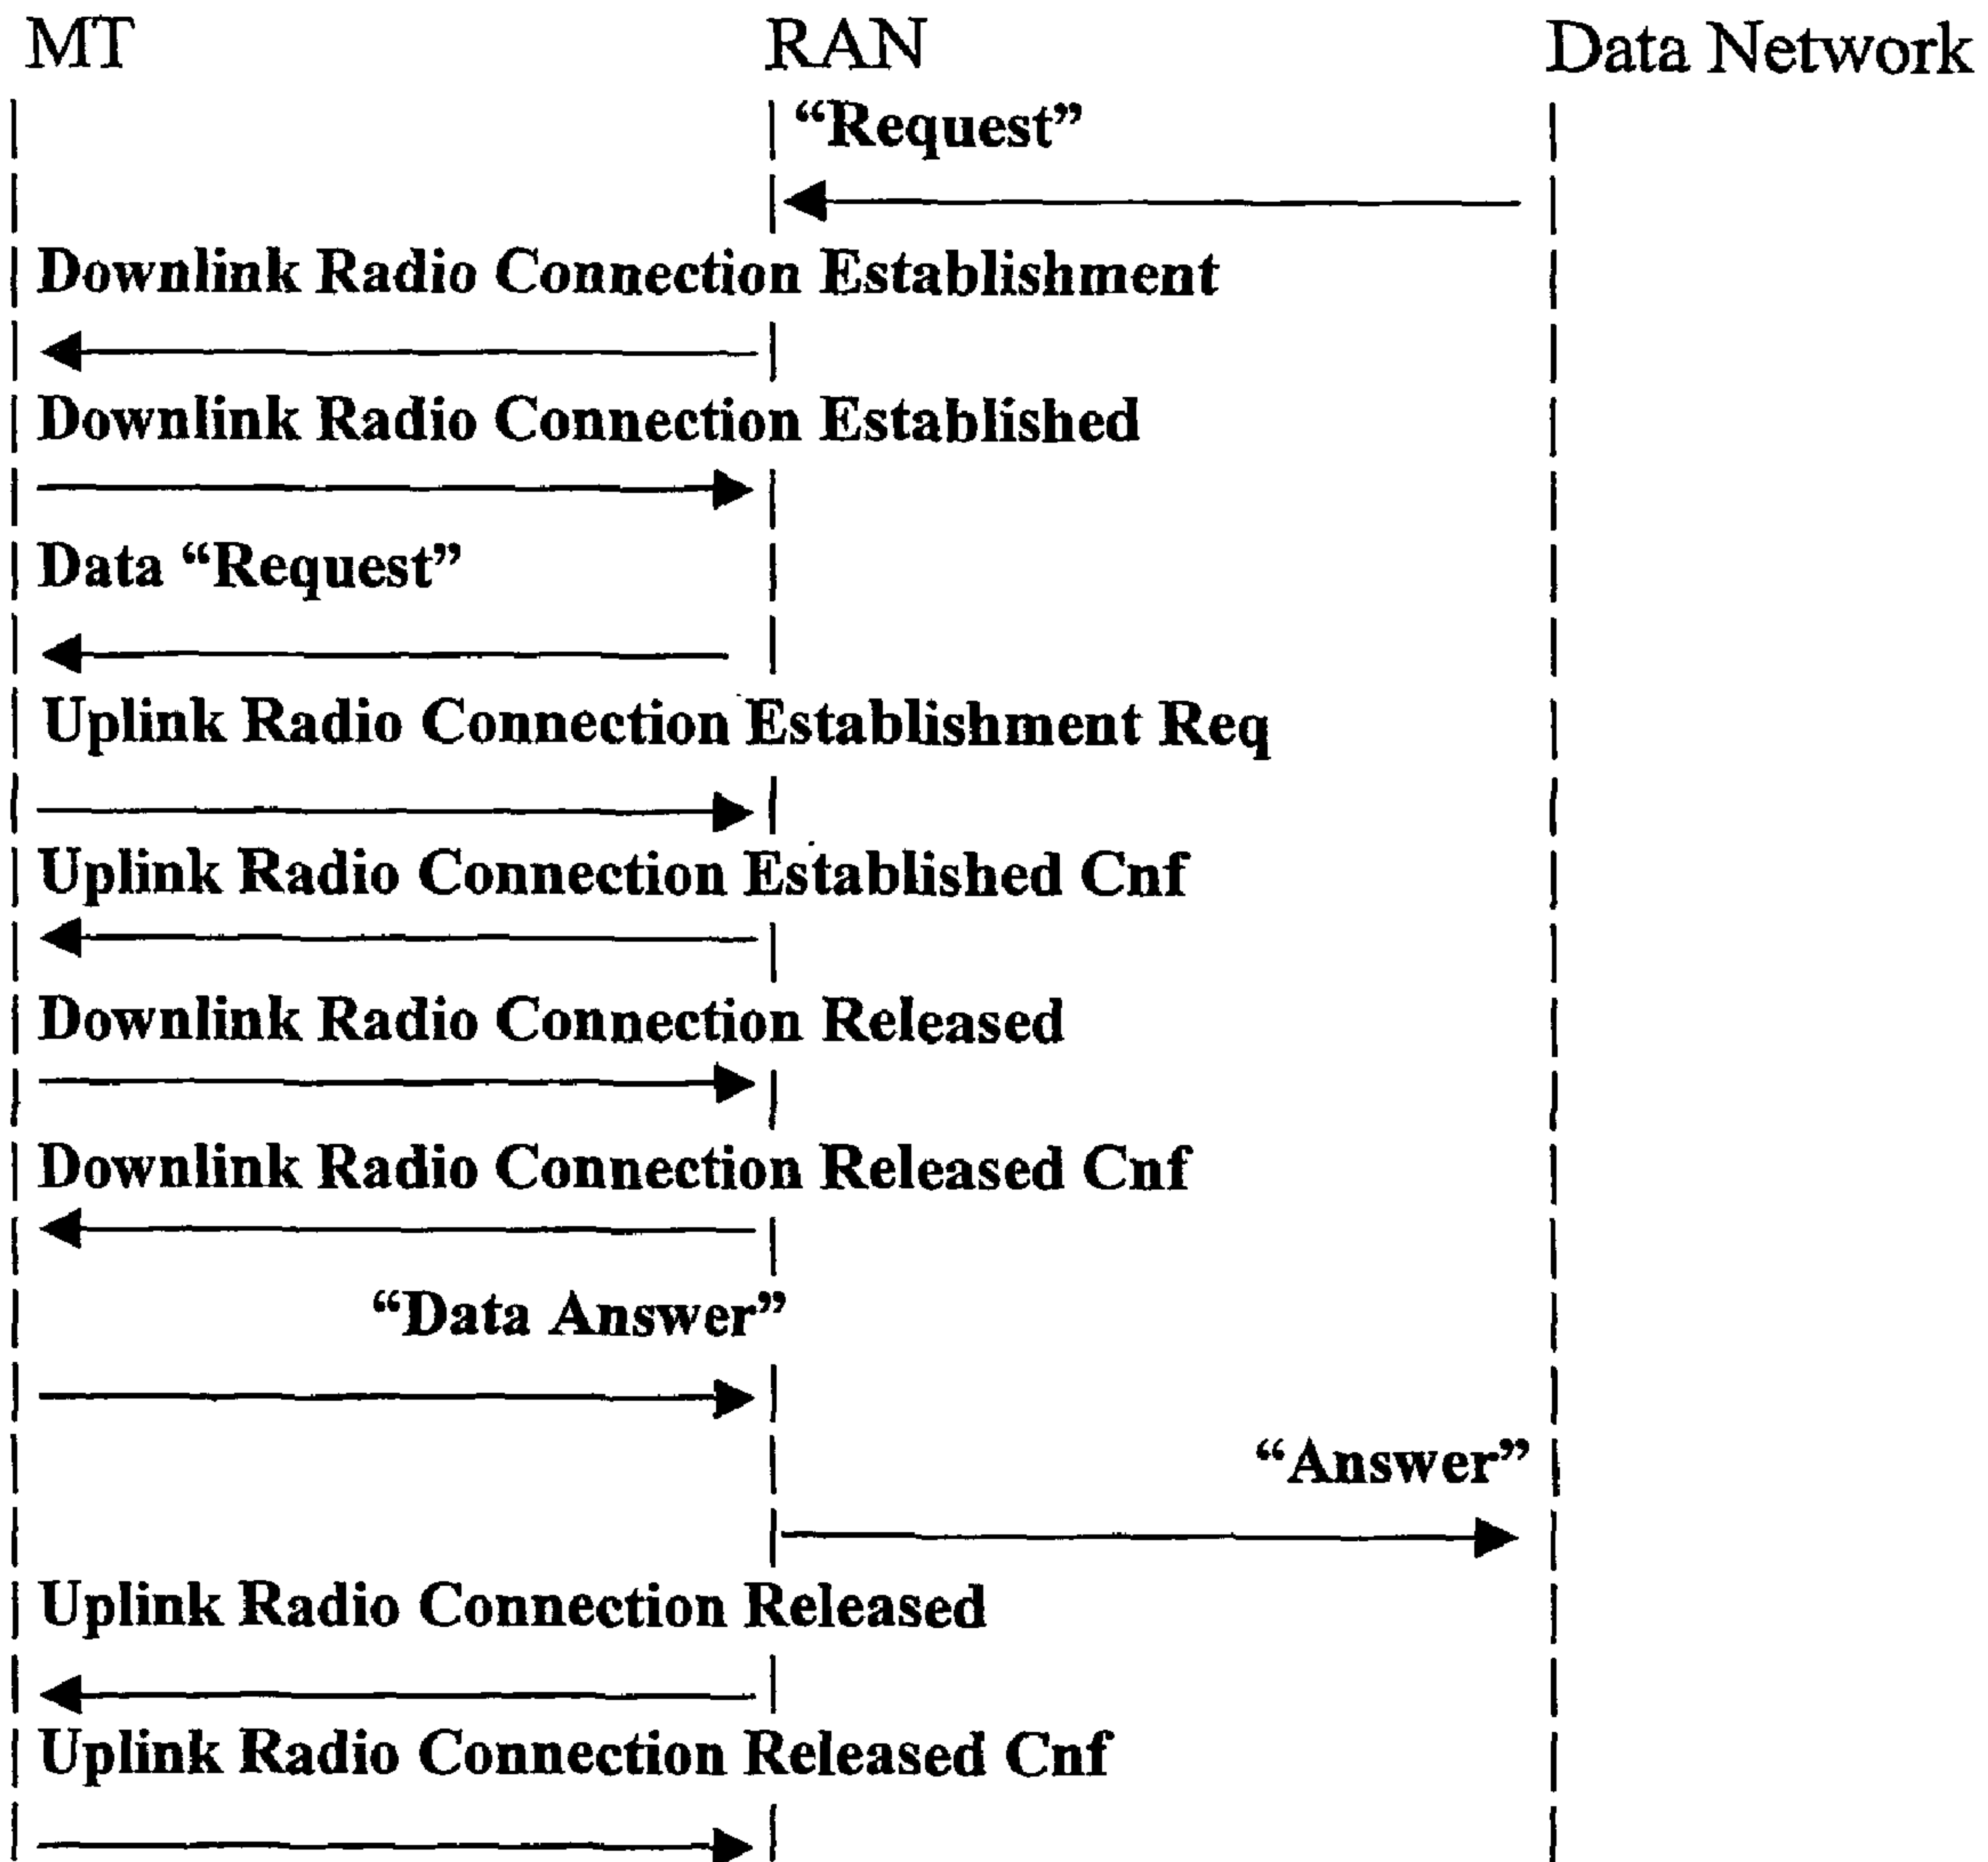 MT RAN Data Network
“Request”
Downlink Radio Connection Establishment
Downlink Radio Connection Established
Data “Request”
Uplink Radio Connection Establishment Req
Uplink Radio Connection Established Cnf
Downlink Radio Connection Released
Downlink Radio Connection Released Cnf
“Data Answer”
“Answer”
Uplink Radio Connection Released
Uplink Radio Connection Released Cnf